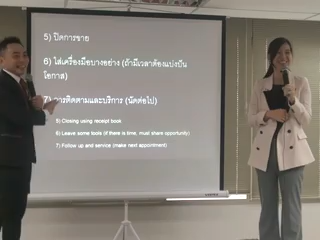 5) ปิดการขาย
6) ใส่เครื่องมือบางอย่าง (ถ้ามีเวลาต้องแบ่งปัน
โอกาส)
7) การติดตามและบริการ (นัดต่อไป)
5) Closing using receipt book
6) Leave some tools (if there is time, must share opportunity)
7) Follow up and service (make next appointment)